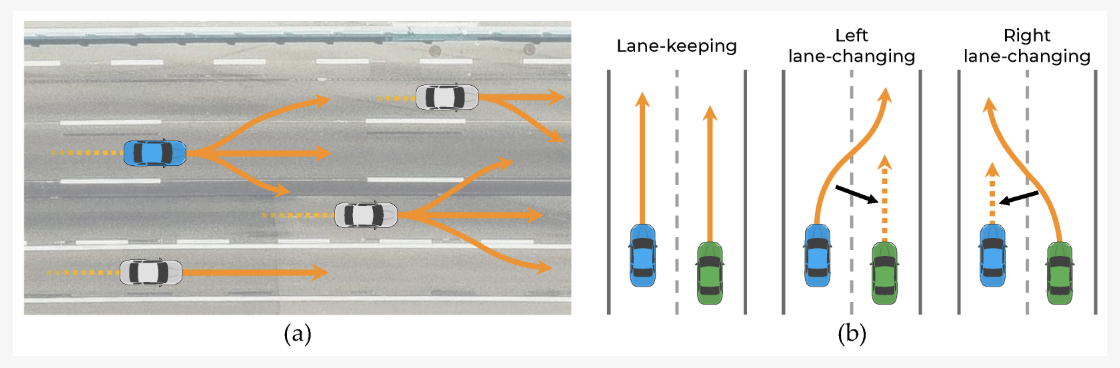 Lane-keeping
Left
lane-changing
Right
lane-changing
(a)
(b)